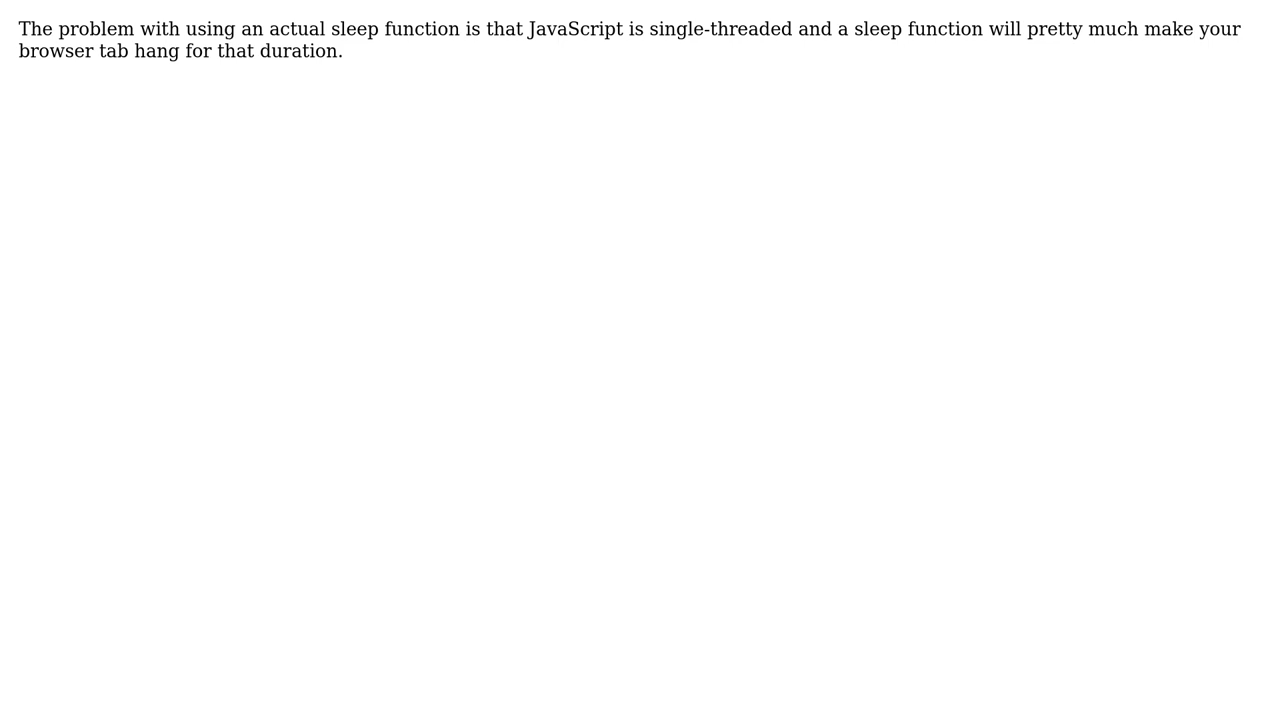 The problem with using an actual sleep function is that JavaScript is single-threaded and a sleep function will pretty much make your
browser tab hang for that duration.